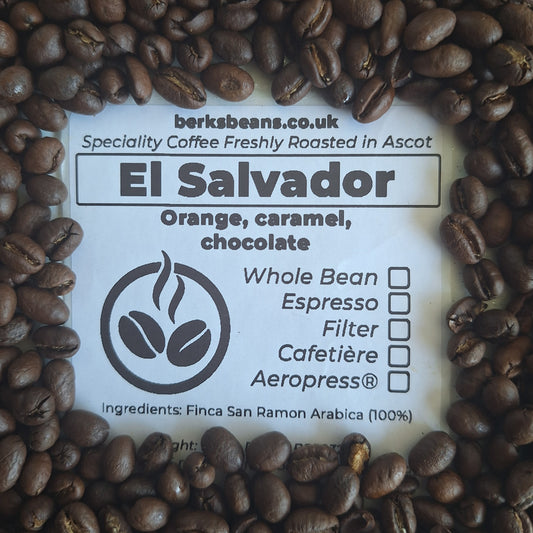 berksbeans.co.uk
Speciality Coffee Freshly Roasted in Ascot
El Salvador
Orange, caramel,
chocolate
Whole Bean
Espresso
Filter
Cafetière
Aeropress®
Ingredients: Finca San Ramon Arabica (100%)